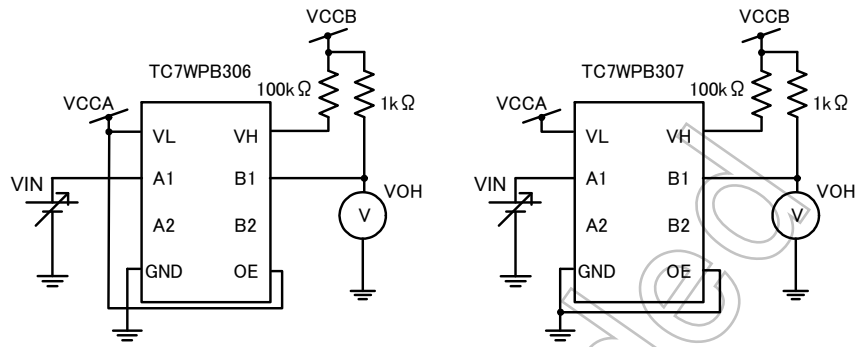 VCCB
TC7WPB306
100kΩ
1kΩ
VCCA
VL
VH
VIN
A1
B1
VOH
V
A2
B2
GND
OE
VCCB
TC7WPB307
100kΩ
1kΩ
VCCA
VL
VH
VIN
A1
B1
VOH
V
A2
B2
GND
OE
ded